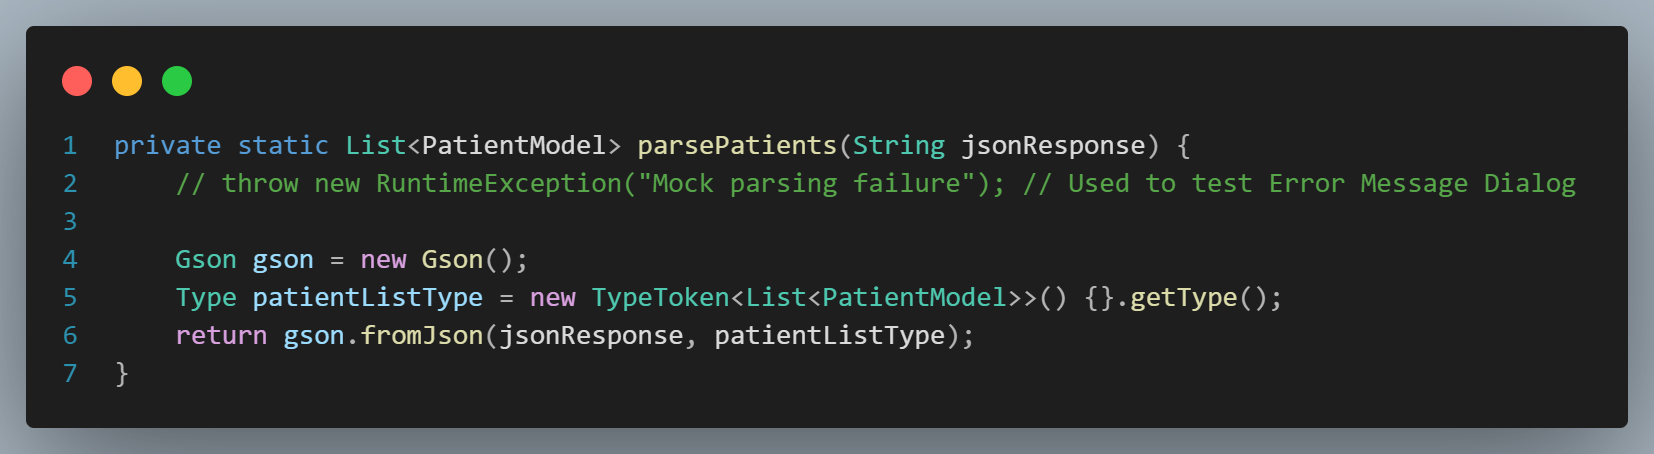 1 private static List<PatientModel> parsePatients(String jsonResponse) {
2 // throw new RuntimeException("Mock parsing failure"); // Used to test Error Message Dialog
3
4 Gson gson = new Gson();
5 Type patientListType = new TypeToken<List<PatientModel>>() {}.getType();
6 return gson.fromJson(jsonResponse, patientListType);
7 }